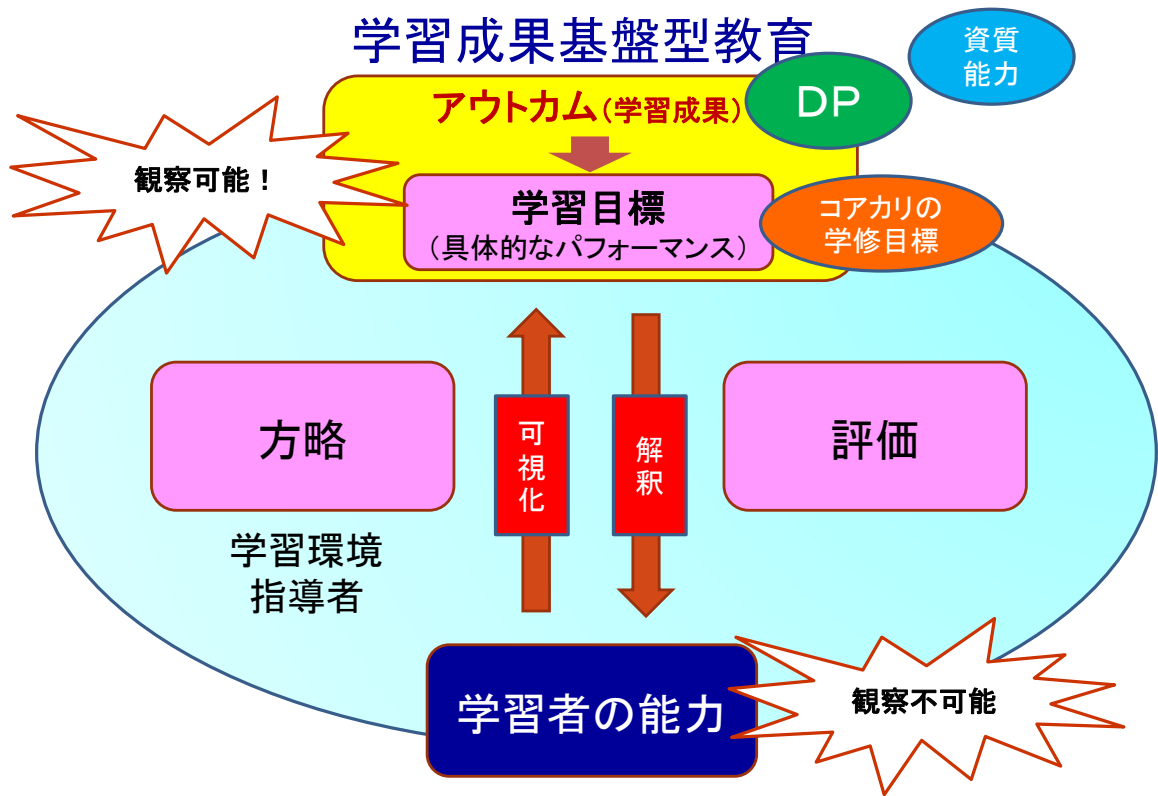 学習成果基盤型教育
資質
能力
アウトカム(学習成果)
DP
観察可能！
学習目標
（具体的なパフォーマンス）
コアカリの
学修目標
方略
可視化
解釈
評価
学習環境
指導者
学習者の能力
観察不可能